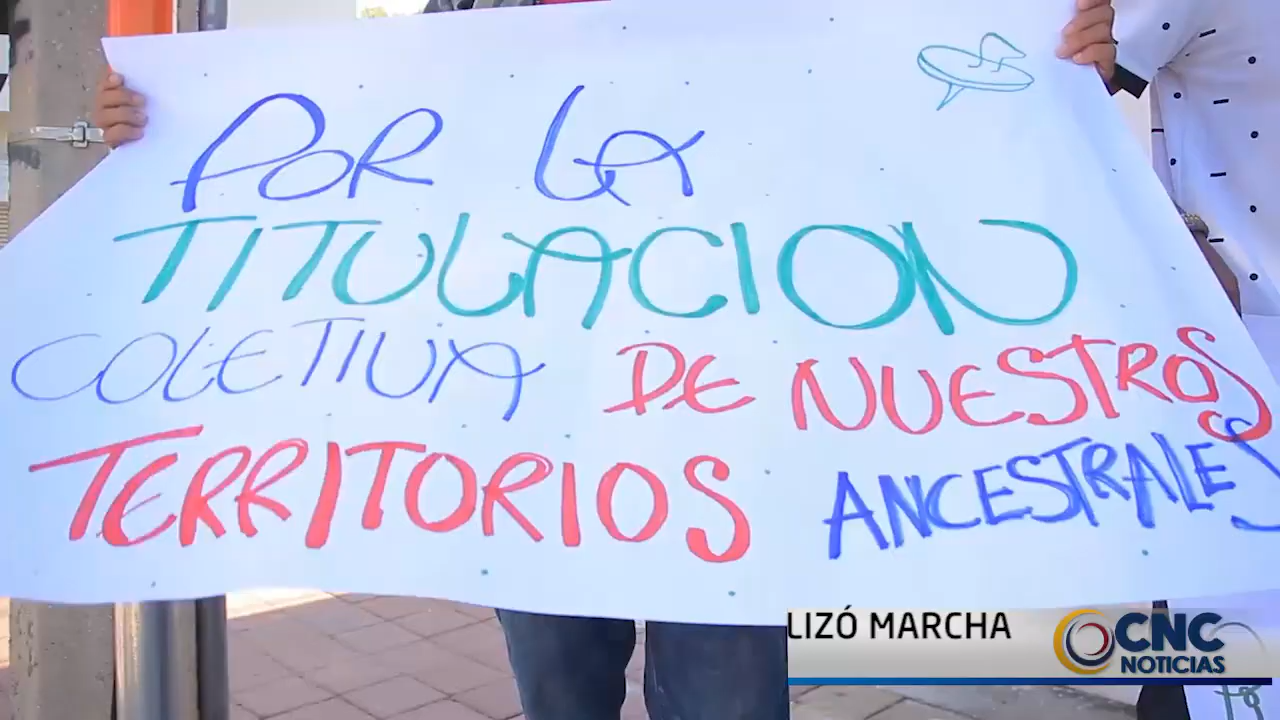 POR LA
TITULACION
COLETIVA DE NUESTROS
TERRITORIOS ANCESTRALES
LIZÓ MARCHA
CNC
NOTICIAS